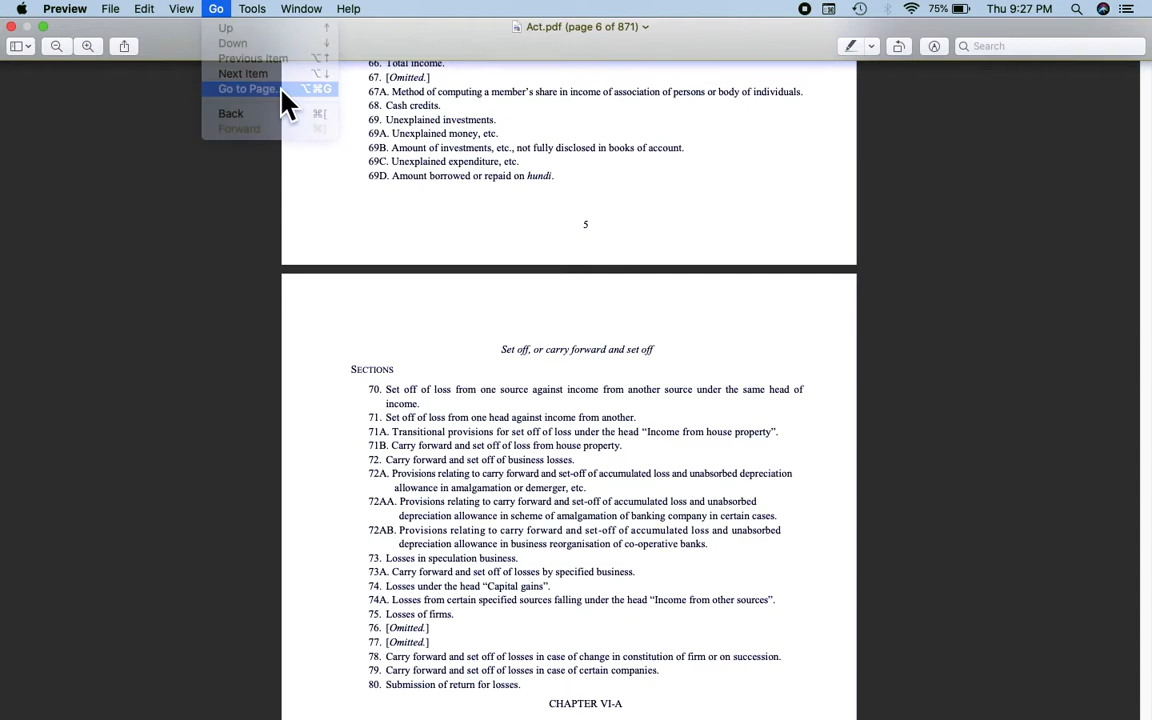 Preview File Edit View Go Tools Window Help 75% Thu 9:27 PM
Act.pdf (page 6 of 871)
Search
Up ↑
Down ↓
Previous Item ⌥↑
Next Item ⌥↓
Go to Page... ⌥⌘G
Back ⌘[
Forward ⌘]
66. Total income.
67. [Omitted.]
67A. Method of computing a member's share in income of association of persons or body of individuals.
68. Cash credits.
69. Unexplained investments.
69A. Unexplained money, etc.
69B. Amount of investments, etc., not fully disclosed in books of account.
69C. Unexplained expenditure, etc.
69D. Amount borrowed or repaid on hundi.
5
Set off, or carry forward and set off
SECTIONS
70. Set off of loss from one source against income from another source under the same head of
income.
71. Set off of loss from one head against income from another.
71A. Transitional provisions for set off of loss under the head “Income from house property”.
71B. Carry forward and set off of loss from house property.
72. Carry forward and set off of business losses.
72A. Provisions relating to carry forward and set-off of accumulated loss and unabsorbed depreciation
allowance in amalgamation or demerger, etc.
72AA. Provisions relating to carry forward and set-off of accumulated loss and unabsorbed
depreciation allowance in scheme of amalgamation of banking company in certain cases.
72AB. Provisions relating to carry forward and set-off of accumulated loss and unabsorbed
depreciation allowance in business reorganisation of co-operative banks.
73. Losses in speculation business.
73A. Carry forward and set off of losses by specified business.
74. Losses under the head “Capital gains”.
74A. Losses from certain specified sources falling under the head “Income from other sources”.
75. Losses of firms.
76. [Omitted.]
77. [Omitted.]
78. Carry forward and set off of losses in case of change in constitution of firm or on succession.
79. Carry forward and set off of losses in case of certain companies.
80. Submission of return for losses.
CHAPTER VI-A